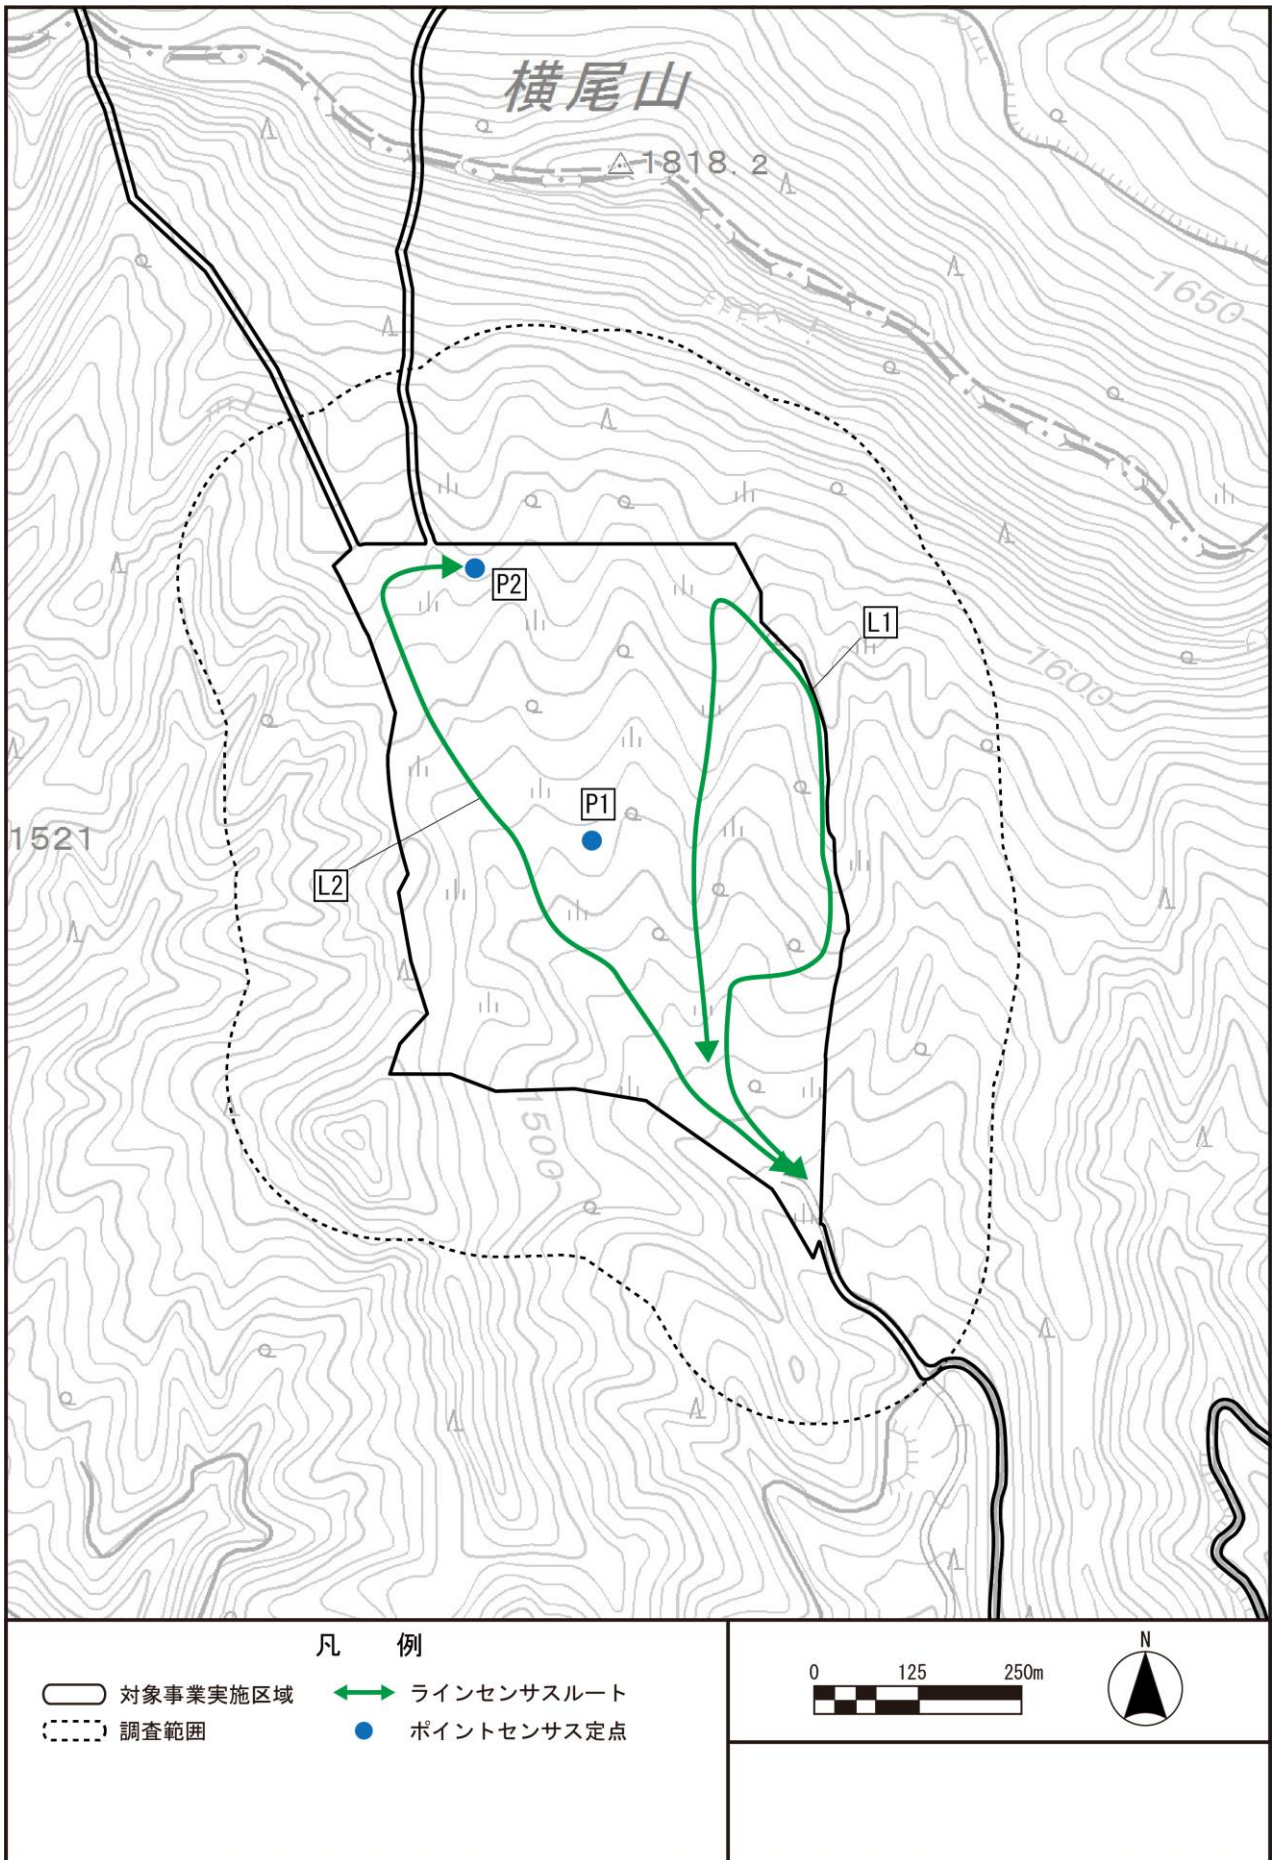 横尾山
1818.2
1650
P2
L1
1600
P1
1521
L2
1500
凡 例
対象事業実施区域
ラインセンサスルート
調査範囲
ポイントセンサス定点
0 125 250m
N